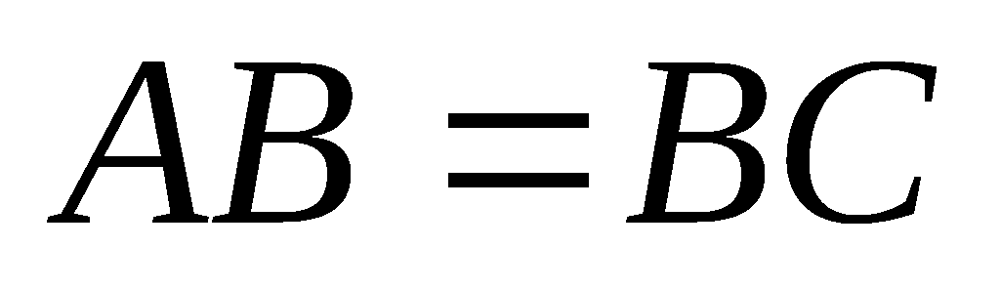 AB = BC